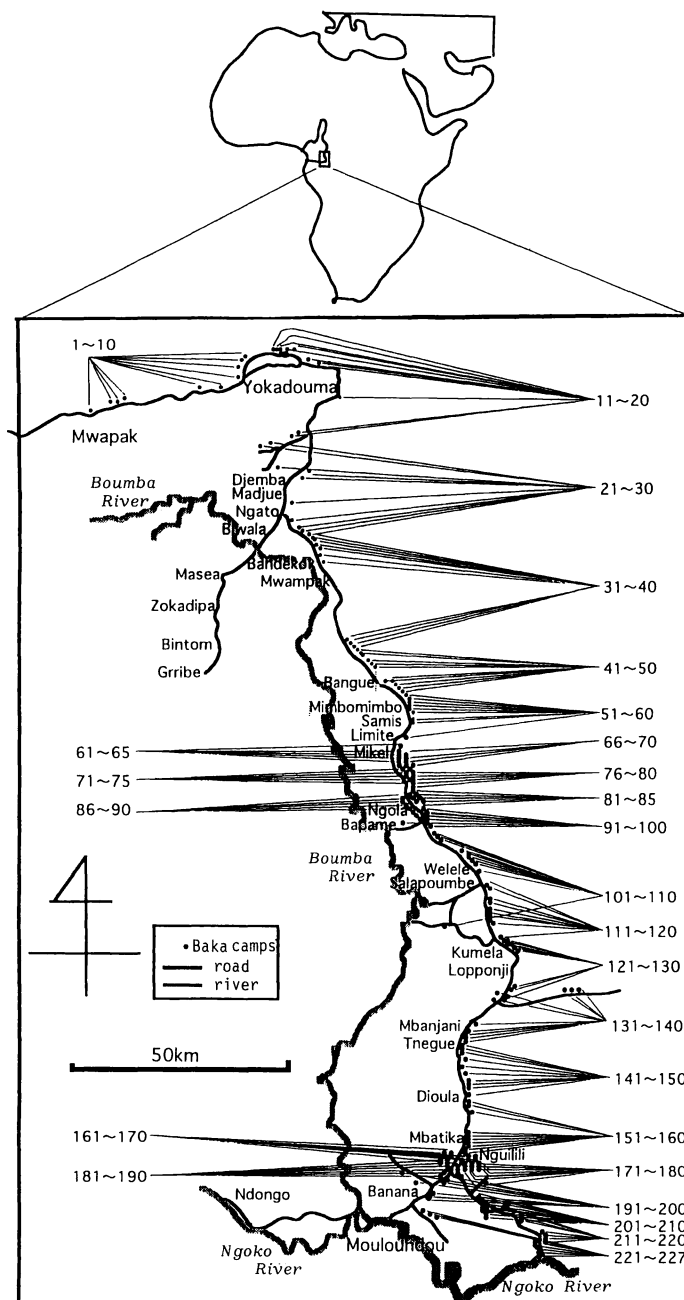 1~10
Yokadouma
11~20
Mwapak
Djemba
Boumba
River
Madjue
21~30
Ngato
Biwala
Bandekok
Masea
Mwampak
31~40
Zokadipa
Bintom
Grribe
41~50
Bangue
Mimbomimbo
51~60
Samis
Limite
66~70
61~65
Mikel
76~80
71~75
81~85
86~90
Ngola
Bapame
91~100
Boumba
River
Welele
Salapoumbe
101~110
111~120
•Baka camps
road
river
Kumela
Lopponji
121~130
Mbanjani
131~140
Tnegue
50km
141~150
Dioula
161~170
Mbatika
151~160
Nguilili
181~190
171~180
Ndongo
Banana
191~200
201~210
Mouloundou
211~220
Ngoko
River
221~227
Ngoko River